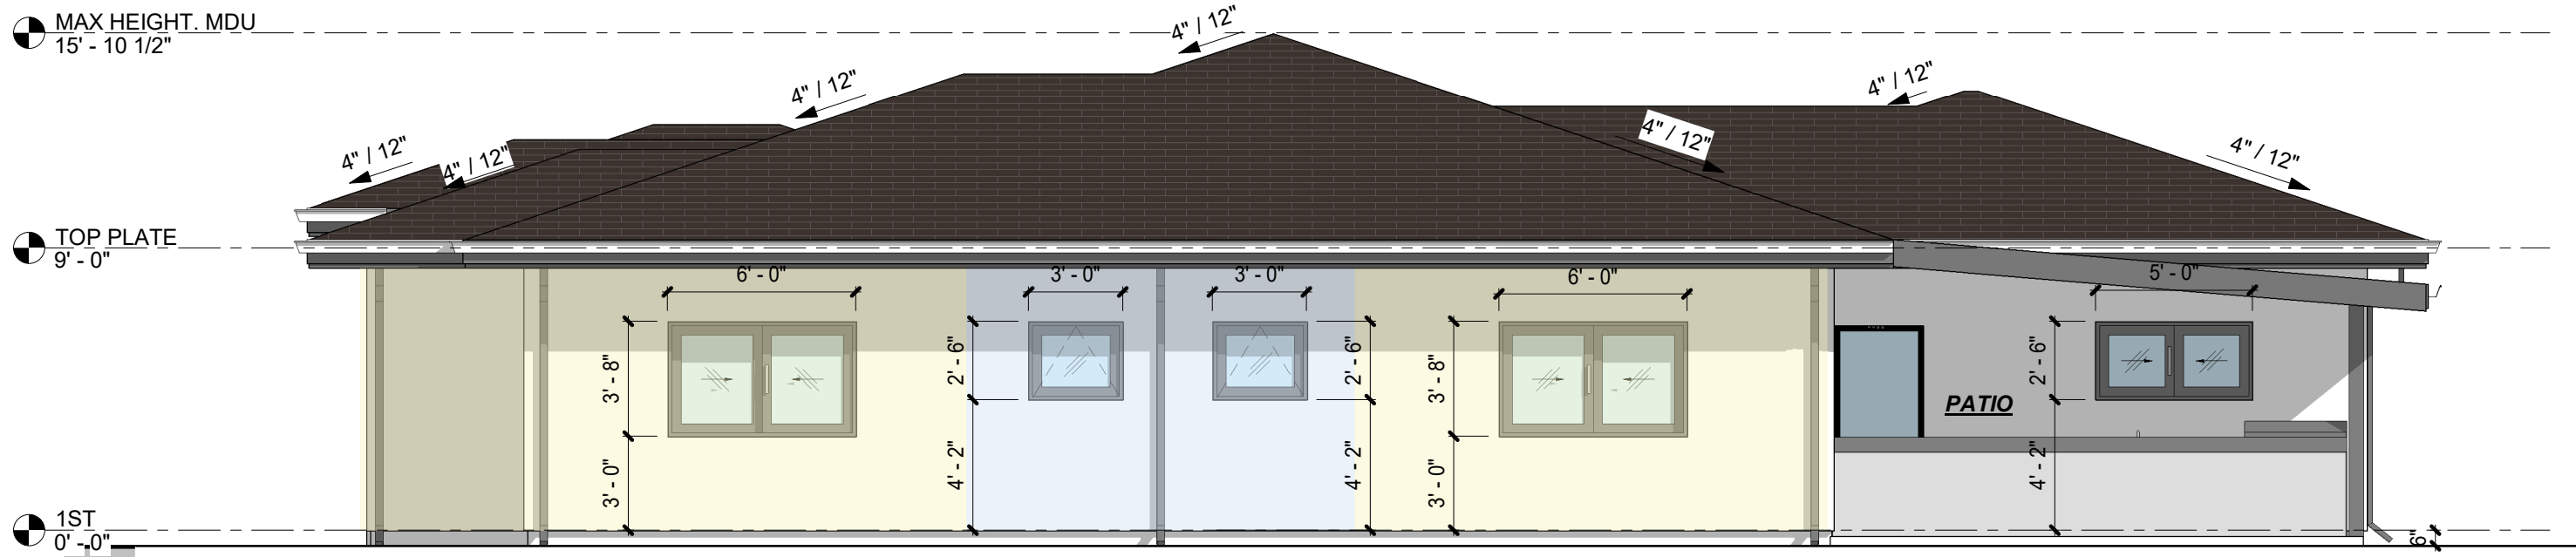 MAX HEIGHT. MDU
15' - 10 1/2"
4" / 12"
4" / 12"
4" / 12"
4" / 12"
4" / 12"
4" / 12"
4" / 12"
TOP PLATE
9' - 0"
6' - 0"
3' - 0"
3' - 0"
6' - 0"
5' - 0"
3' - 8"
2' - 6"
2' - 6"
3' - 8"
2' - 6"
PATIO
3' - 0"
4' - 2"
4' - 2"
3' - 0"
4' - 2"
1ST
0' - 0"
6"